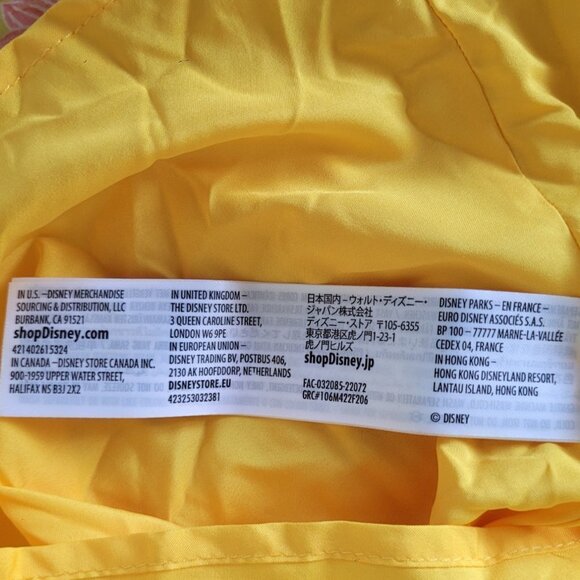 IN U.S. –DISNEY MERCHANDISE
SOURCING & DISTRIBUTION, LLC
BURBANK, CA 91521
shopDisney.com
421402615324
IN CANADA –DISNEY STORE CANADA INC.
900-1959 UPPER WATER STREET,
HALIFAX NS B3J 2X2
IN UNITED KINGDOM –
THE DISNEY STORE LTD.
3 QUEEN CAROLINE STREET,
LONDON W6 9PE
IN EUROPEAN UNION –
DISNEY TRADING BV, POSTBUS 406,
2130 AK HOOFDDORP, NETHERLANDS
DISNEYSTORE.EU
423253032381
日本国内 – ウォルト・ディズニー・
ジャパン株式会社
ディズニー・ストア 〒105-6355
東京都港区虎ノ門1-23-1
虎ノ門ヒルズ
shopDisney.jp
FAC-032085-22072
GRC#106M422F206
DISNEY PARKS – EN FRANCE –
EURO DISNEY ASSOCIÉS S.A.S.
BP 100 – 77777 MARNE-LA-VALLÉE
CEDEX 04, FRANCE
IN HONG KONG –
HONG KONG DISNEYLAND RESORT,
LANTAU ISLAND, HONG KONG
© DISNEY